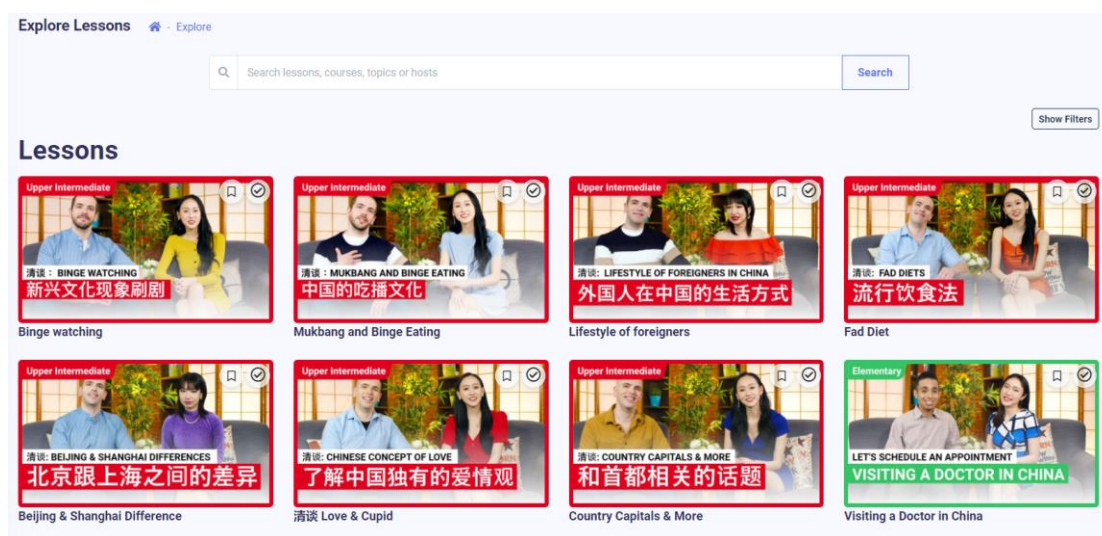 Explore Lessons - Explore
Search lessons, courses, topics or hosts Search
Show Filters
Lessons
Upper Intermediate
清谈： BINGE WATCHING
新兴文化现象刷剧
Binge watching
Upper Intermediate
清谈：MUKBANG AND BINGE EATING
中国的吃播文化
Mukbang and Binge Eating
Upper Intermediate
清谈: LIFESTYLE OF FOREIGNERS IN CHINA
外国人在中国的生活方式
Lifestyle of foreigners
Upper Intermediate
清谈: FAD DIETS
流行饮食法
Fad Diet
Upper Intermediate
清谈: BEIJING & SHANGHAI DIFFERENCES
北京跟上海之间的差异
Beijing & Shanghai Difference
Upper Intermediate
清谈: CHINESE CONCEPT OF LOVE
了解中国独有的爱情观
清谈 Love & Cupid
Upper Intermediate
清谈: COUNTRY CAPITALS & MORE
和首都相关的话题
Country Capitals & More
Elementary
LET'S SCHEDULE AN APPOINTMENT
VISITING A DOCTOR IN CHINA
Visiting a Doctor in China